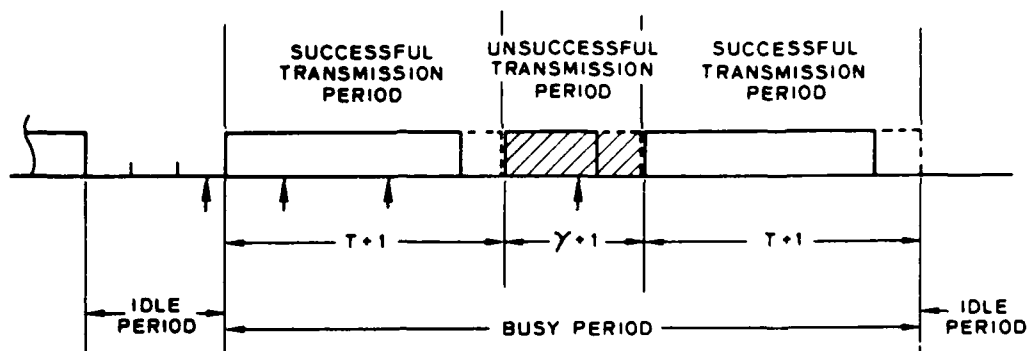 SUCCESSFUL
TRANSMISSION
PERIOD
UNSUCCESSFUL
TRANSMISSION
PERIOD
SUCCESSFUL
TRANSMISSION
PERIOD
T+1
γ+1
T+1
IDLE
PERIOD
BUSY PERIOD
IDLE
PERIOD